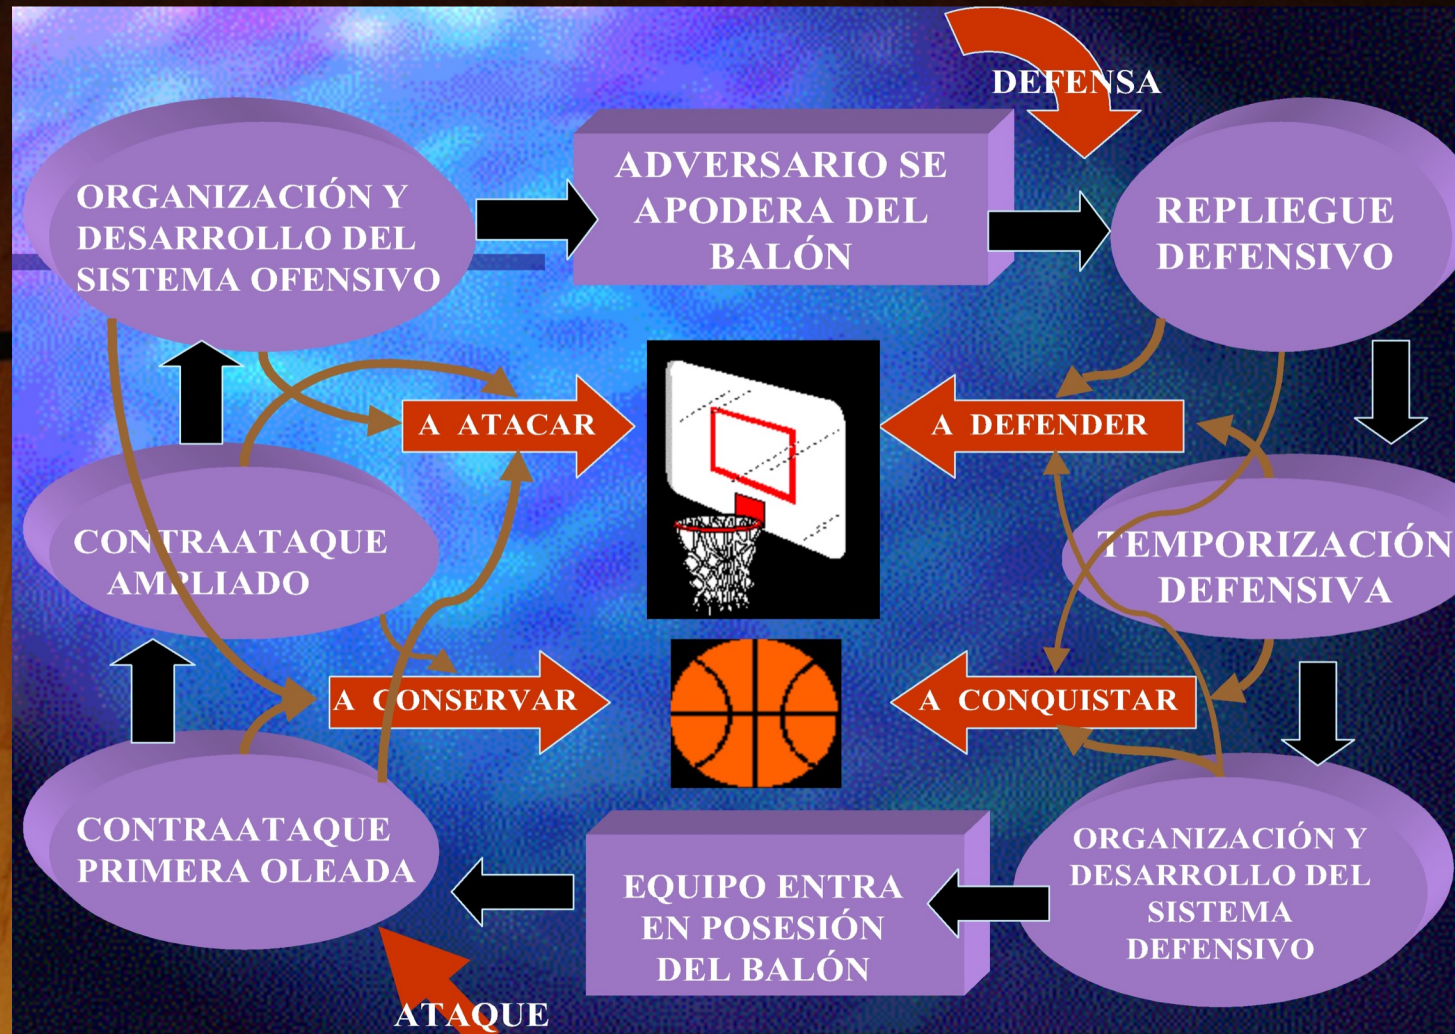 DEFENSA
ORGANIZACIÓN Y
DESARROLLO DEL
SISTEMA OFENSIVO
ADVERSARIO SE
APODERA DEL
BALÓN
REPLIEGUE
DEFENSIVO
A ATACAR
A DEFENDER
CONTRAATAQUE
AMPLIADO
TEMPORIZACIÓN
DEFENSIVA
A CONSERVAR
A CONQUISTAR
CONTRAATAQUE
PRIMERA OLEADA
EQUIPO ENTRA
EN POSESIÓN
DEL BALÓN
ORGANIZACIÓN Y
DESARROLLO DEL
SISTEMA
DEFENSIVO
ATAQUE